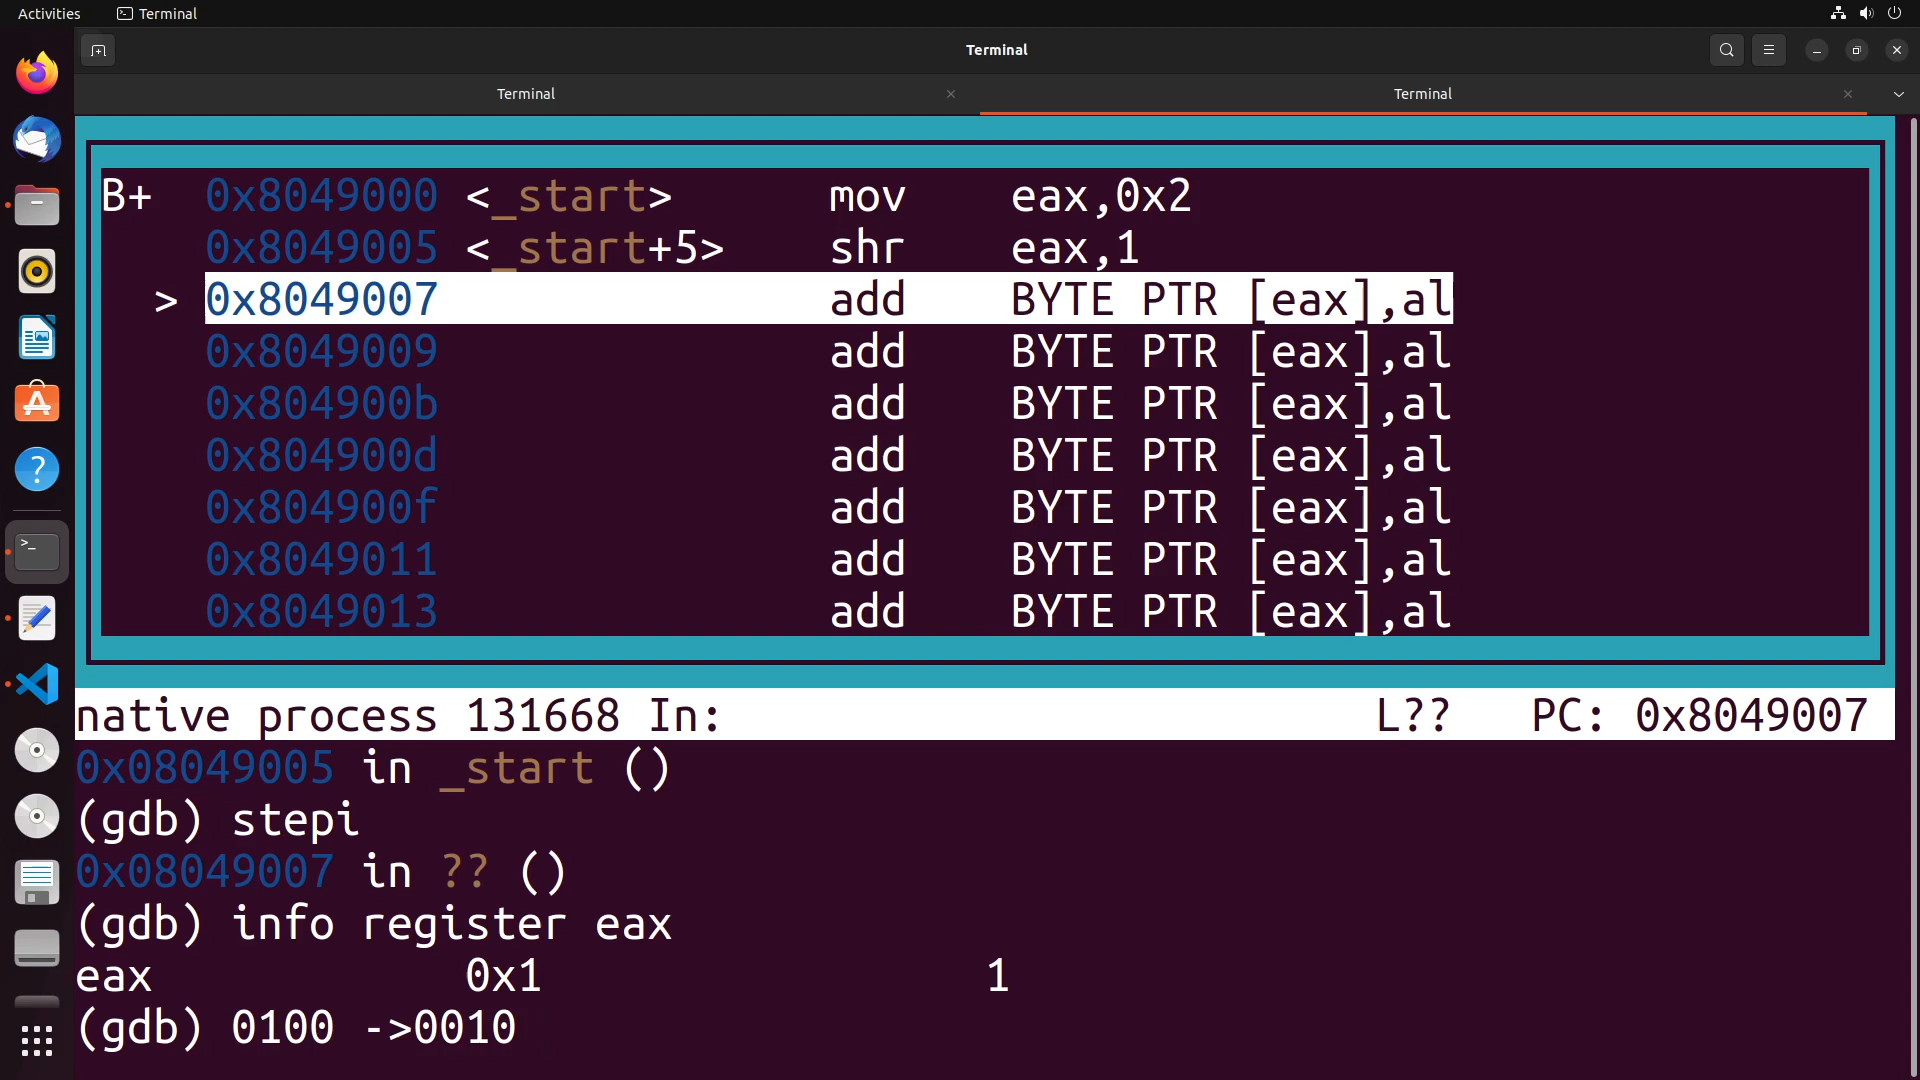 Activities Terminal
Terminal
Terminal Terminal
B+ 0x8049000 <_start> mov eax,0x2
0x8049005 <_start+5> shr eax,1
> 0x8049007 add BYTE PTR [eax],al
0x8049009 add BYTE PTR [eax],al
0x804900b add BYTE PTR [eax],al
0x804900d add BYTE PTR [eax],al
0x804900f add BYTE PTR [eax],al
0x8049011 add BYTE PTR [eax],al
0x8049013 add BYTE PTR [eax],al
native process 131668 In: L?? PC: 0x8049007
0x08049005 in _start ()
(gdb) stepi
0x08049007 in ?? ()
(gdb) info register eax
eax 0x1 1
(gdb) 0100 ->0010